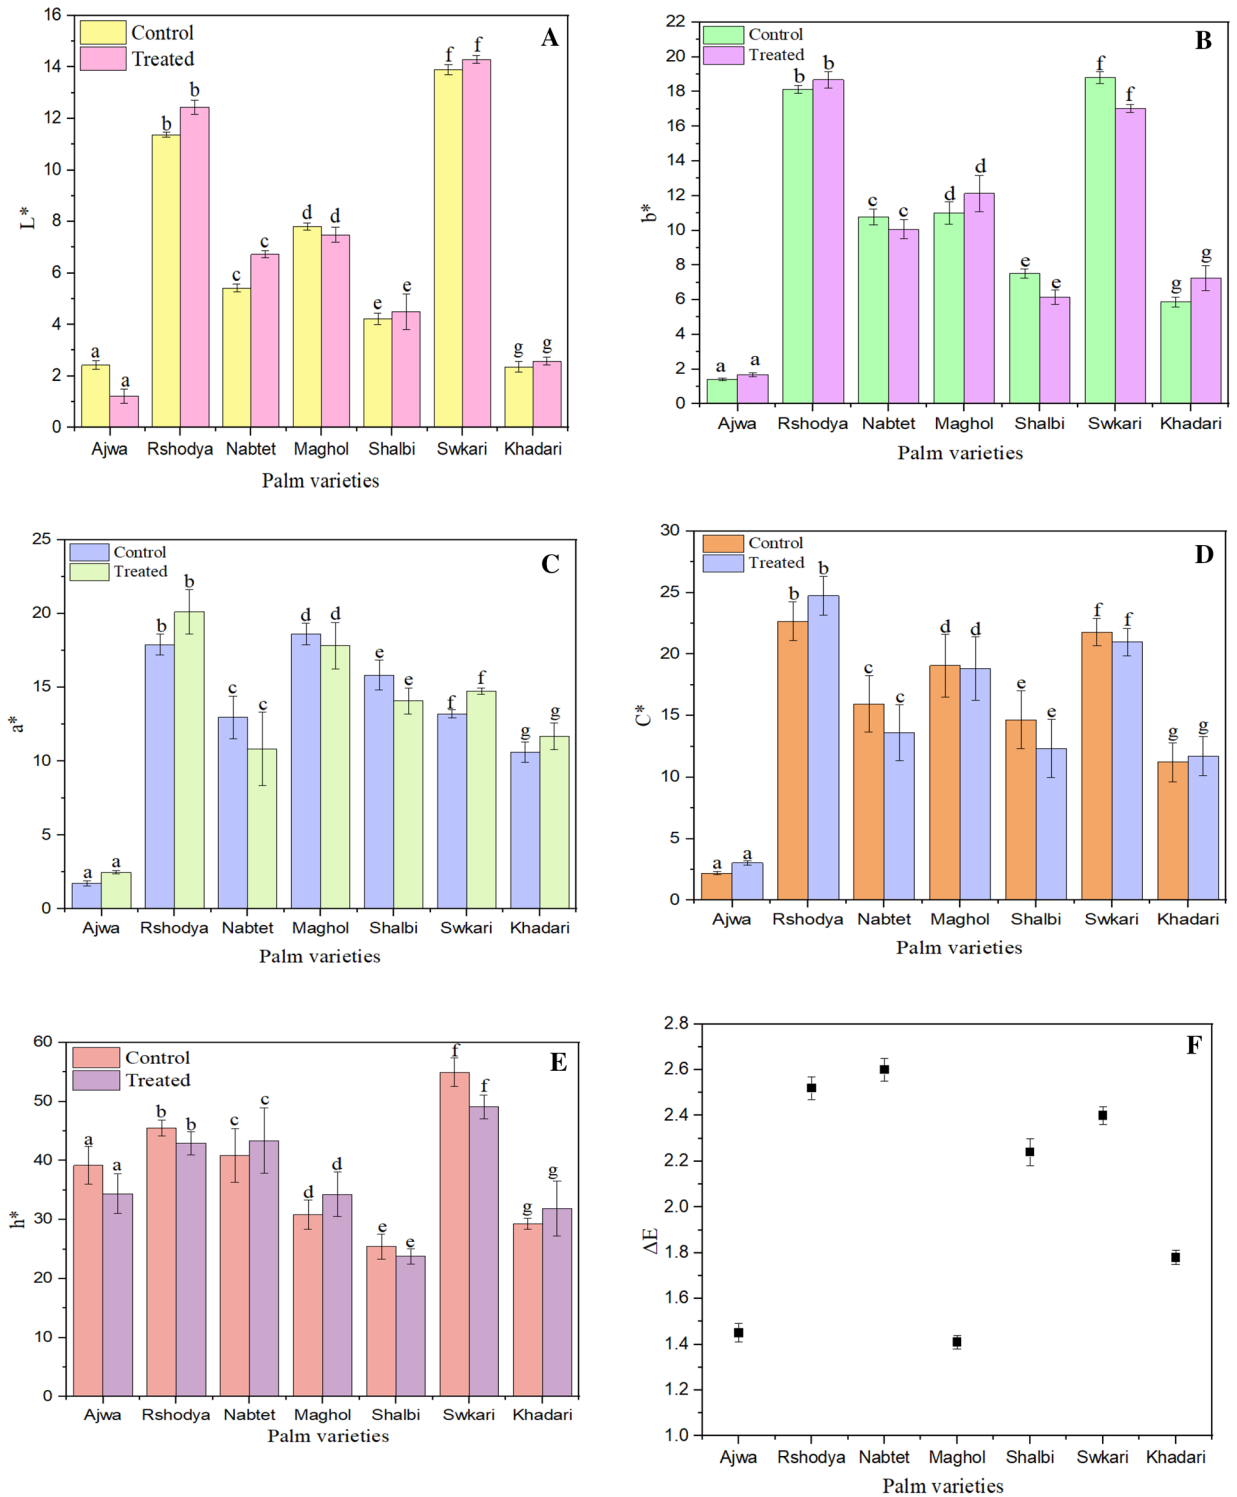 16
14
12
10
8
6
4
2
0
L*
Control
Treated
A
a
a
b
b
c
c
d
d
e
e
f
f
g
g
Ajwa Rshodya Nabtet Maghol Shalbi Swkari Khadari
Palm varieties
22
20
18
16
14
12
10
8
6
4
2
0
b*
Control
Treated
B
a
a
b
b
c
c
d
d
e
e
f
f
g
g
Ajwa Rshodya Nabtet Maghol Shalbi Swkari Khadari
Palm varieties
25
20
15
10
5
0
a*
Control
Treated
C
a
a
b
b
c
c
d
d
e
e
f
f
g
g
Ajwa Rshodya Nabtet Maghol Shalbi Swkari Khadari
Palm varieties
30
25
20
15
10
5
0
C*
Control
Treated
D
a
a
b
b
c
c
d
d
e
e
f
f
g
g
Ajwa Rshodya Nabtet Maghol Shalbi Swkari Khadari
Palm varieties
60
50
40
30
20
10
0
h*
Control
Treated
E
a
a
b
b
c
c
d
d
e
e
f
f
g
g
Ajwa Rshodya Nabtet Maghol Shalbi Swkari Khadari
Palm varieties
2.8
2.6
2.4
2.2
2.0
1.8
1.6
1.4
1.2
1.0
ΔE
F
Ajwa Rshodya Nabtet Maghol Shalbi Swkari Khadari
Palm varieties